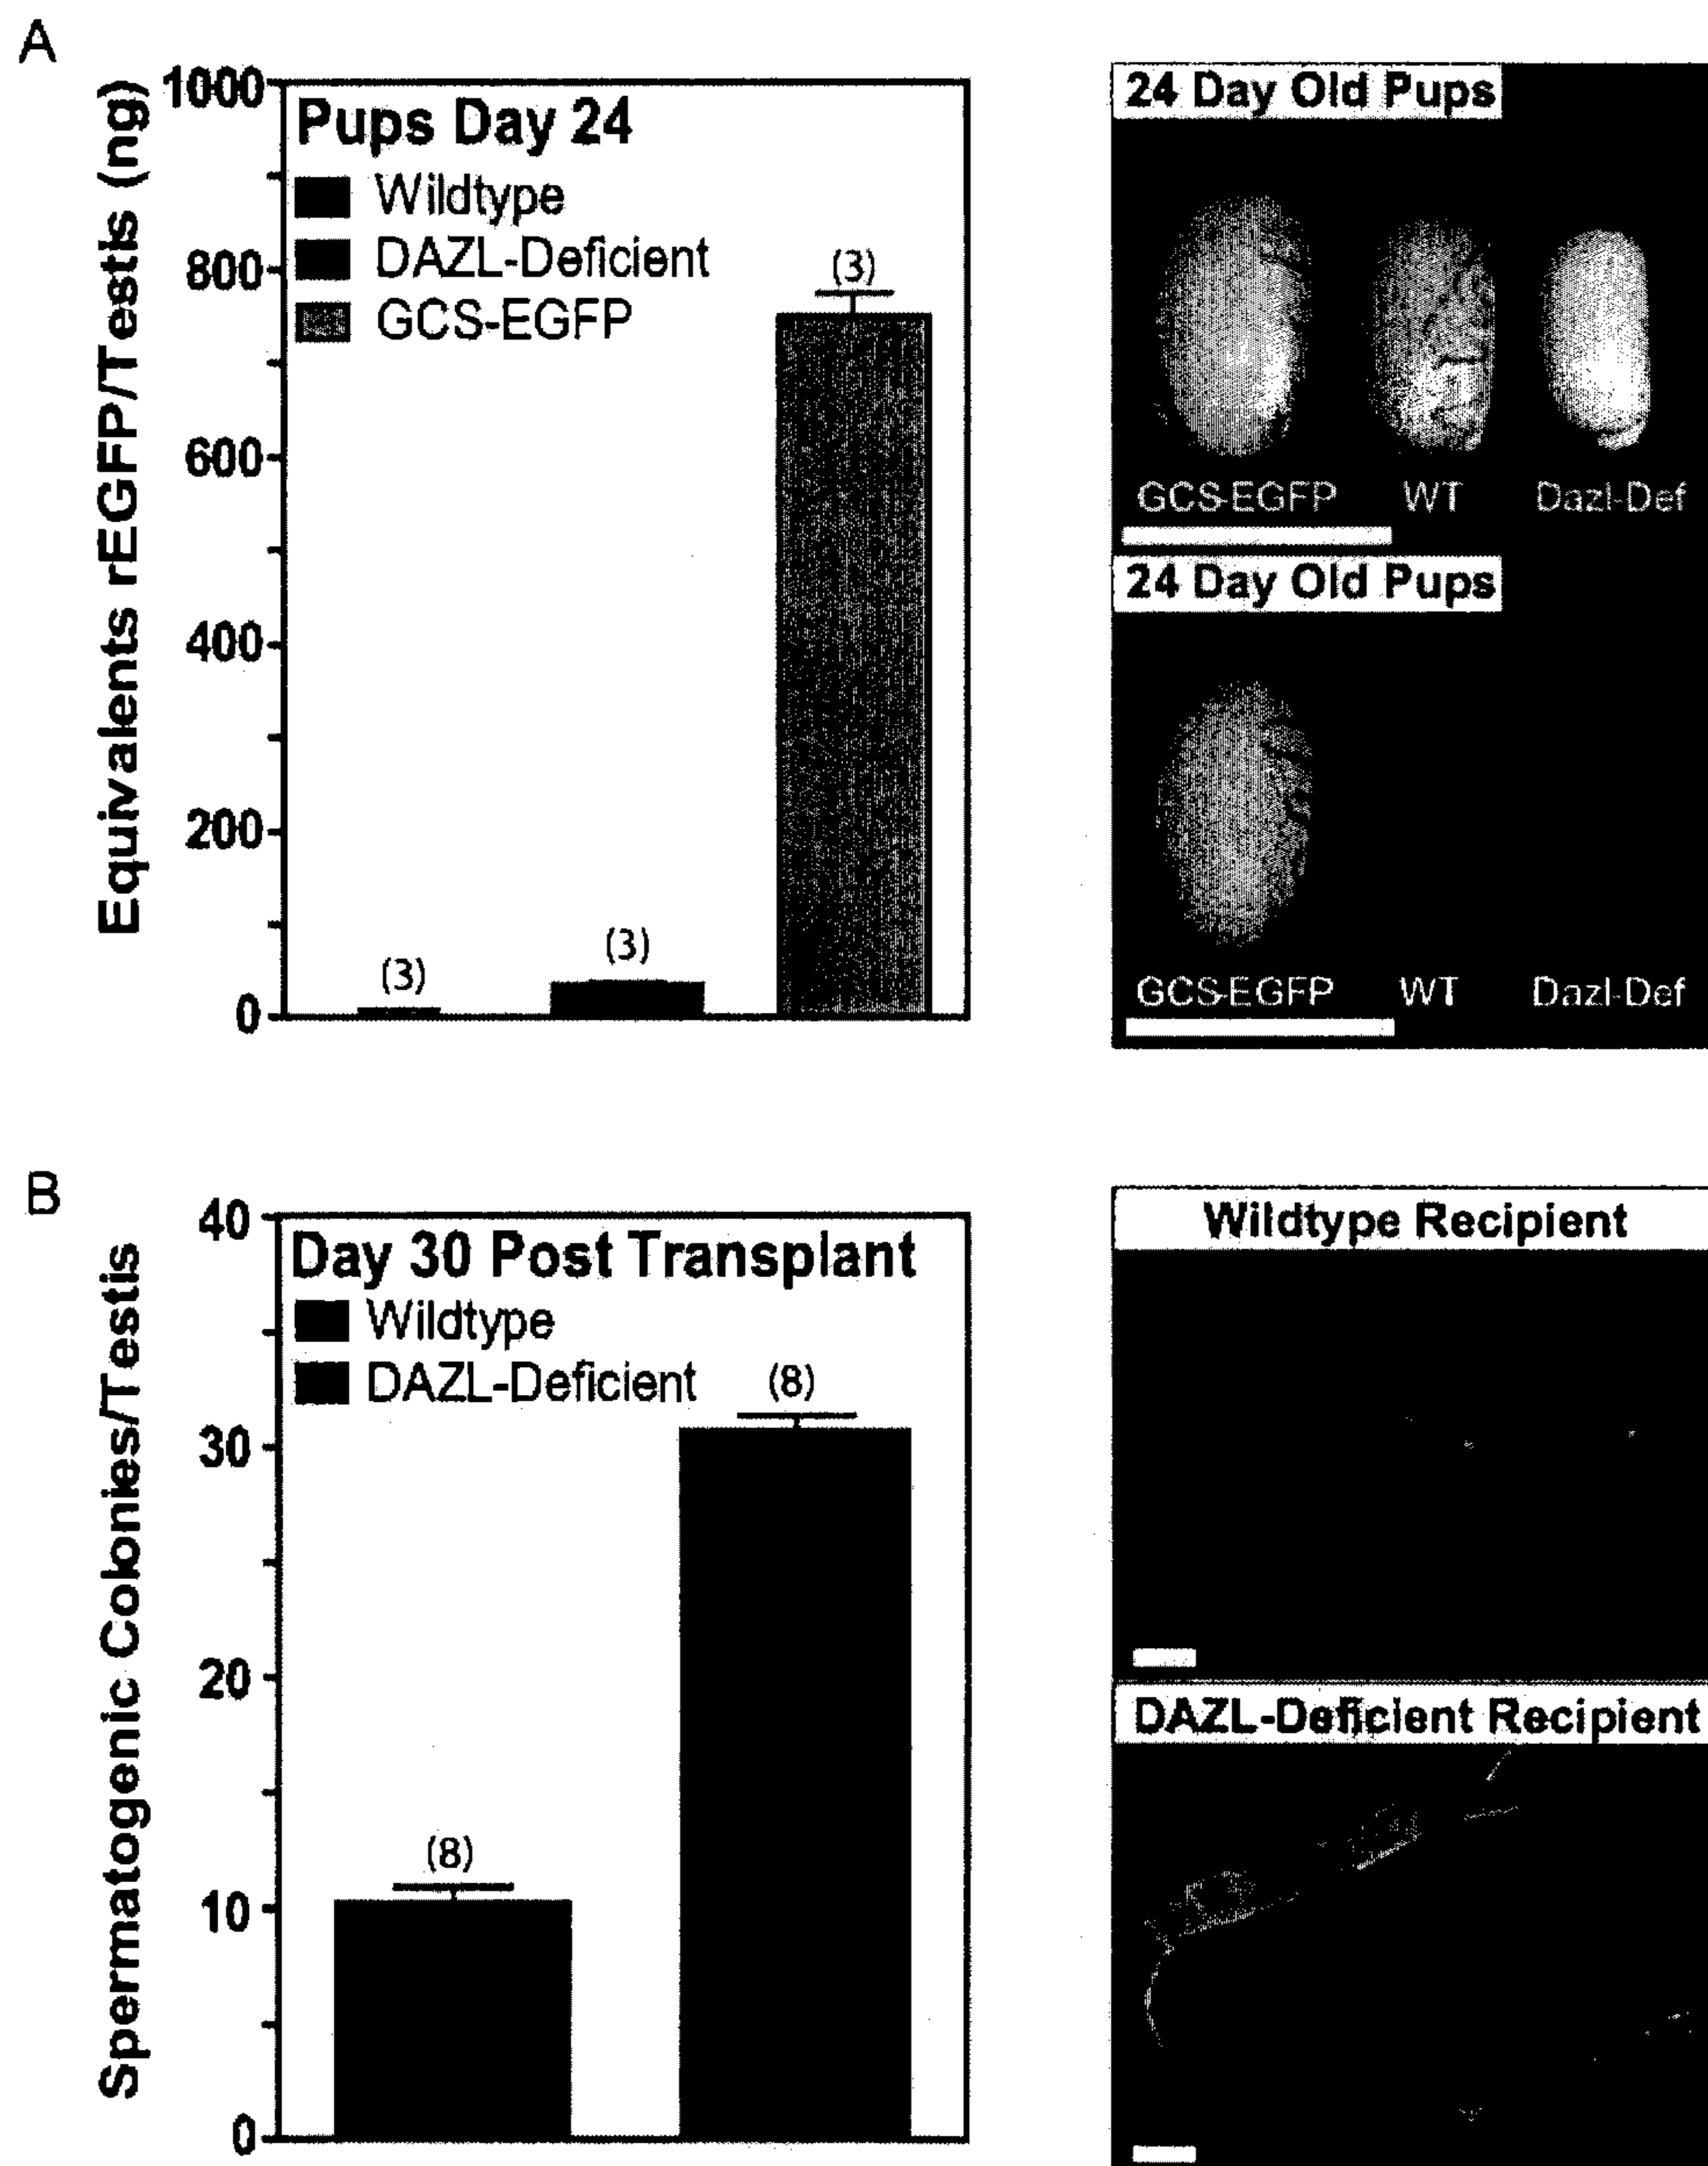 A
Equivalents rEGFP/Testis (ng)
1000
800
600
400
200
0
Pups Day 24
Wildtype
DAZL-Deficient
GCS-EGFP
(3)
(3)
(3)
24 Day Old Pups
GCS-EGFP WT Dazl-Def
24 Day Old Pups
GCS-EGFP WT Dazl-Def
B
Spermatogenic Colonies/Testis
40
30
20
10
0
Day 30 Post Transplant
Wildtype
DAZL-Deficient
(8)
(8)
Wildtype Recipient
DAZL-Deficient Recipient